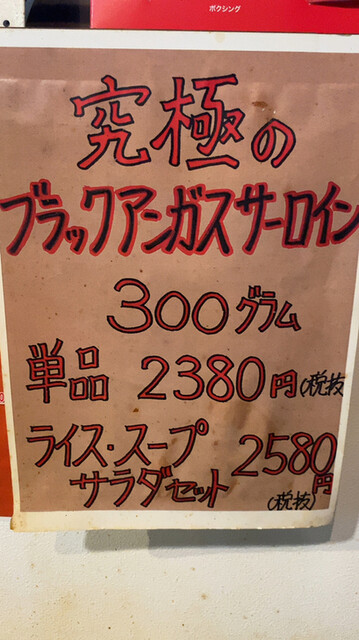 ボクシング
究極の
ブラックアンガスサーロイン
300グラム
単品 2380円(税抜
ライス・スープ
サラダセット 2580円
(税抜)